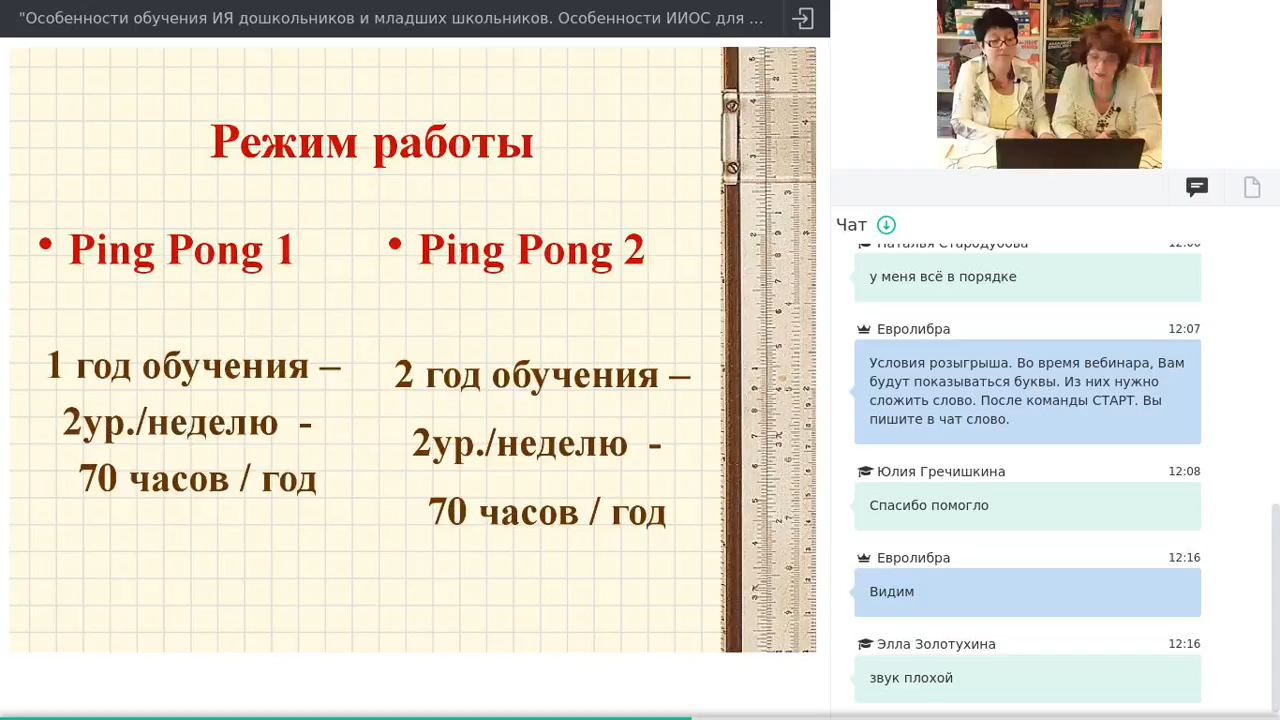 "Особенности обучения ИЯ дошкольников и младших школьников. Особенности ИИОС для ...
Режим работы
• Ping Pong 1
1 год обучения -
2 ур./неделю -
70 часов / год
• Ping Pong 2
2 год обучения –
2ур./неделю -
70 часов / год
Чат
Наталья Стародубова
у меня всё в порядке
Евролибра 12:07
Условия розыгрыша. Во время вебинара, Вам
будут показываться буквы. Из них нужно
сложить слово. После команды СТАРТ. Вы
пишите в чат слово.
Юлия Гречишкина 12:08
Спасибо помогло
Евролибра 12:16
Видим
Элла Золотухина 12:16
звук плохой